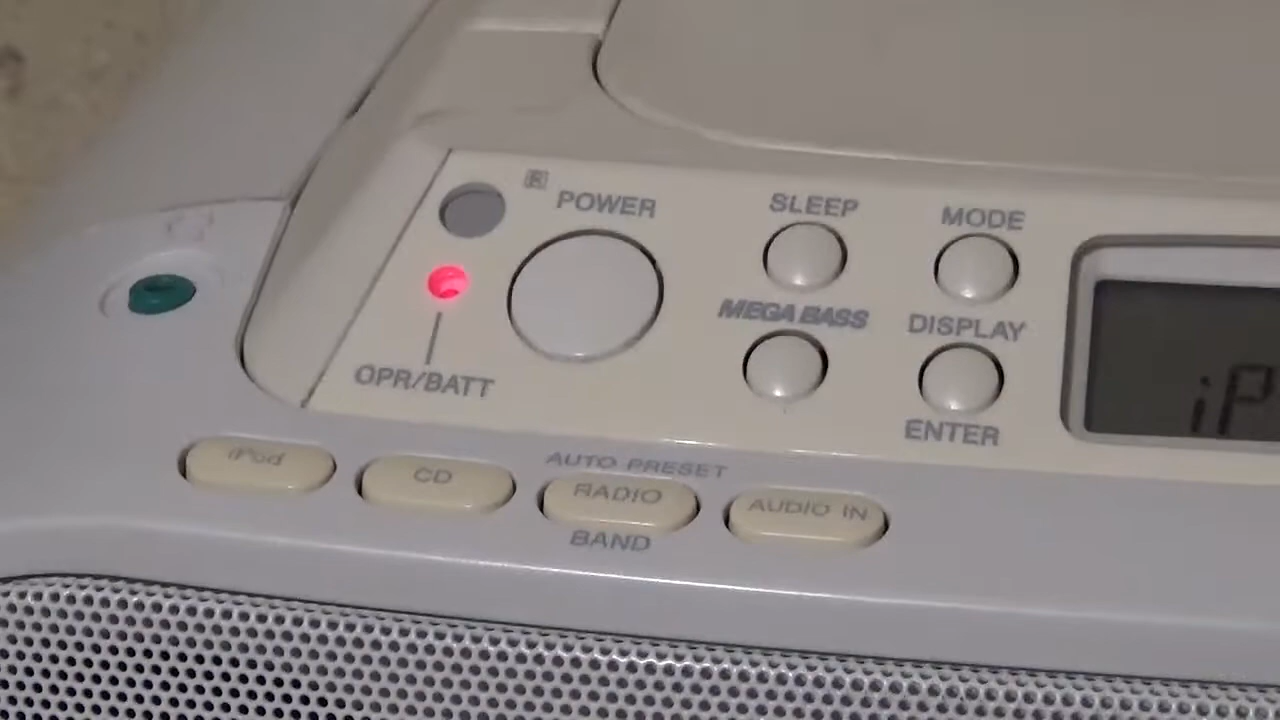 R
POWER
SLEEP
MODE
MEGA BASS
DISPLAY
OPR/BATT
ENTER
iP
AUTO PRESET
iPod
CD
RADIO
AUDIO IN
BAND